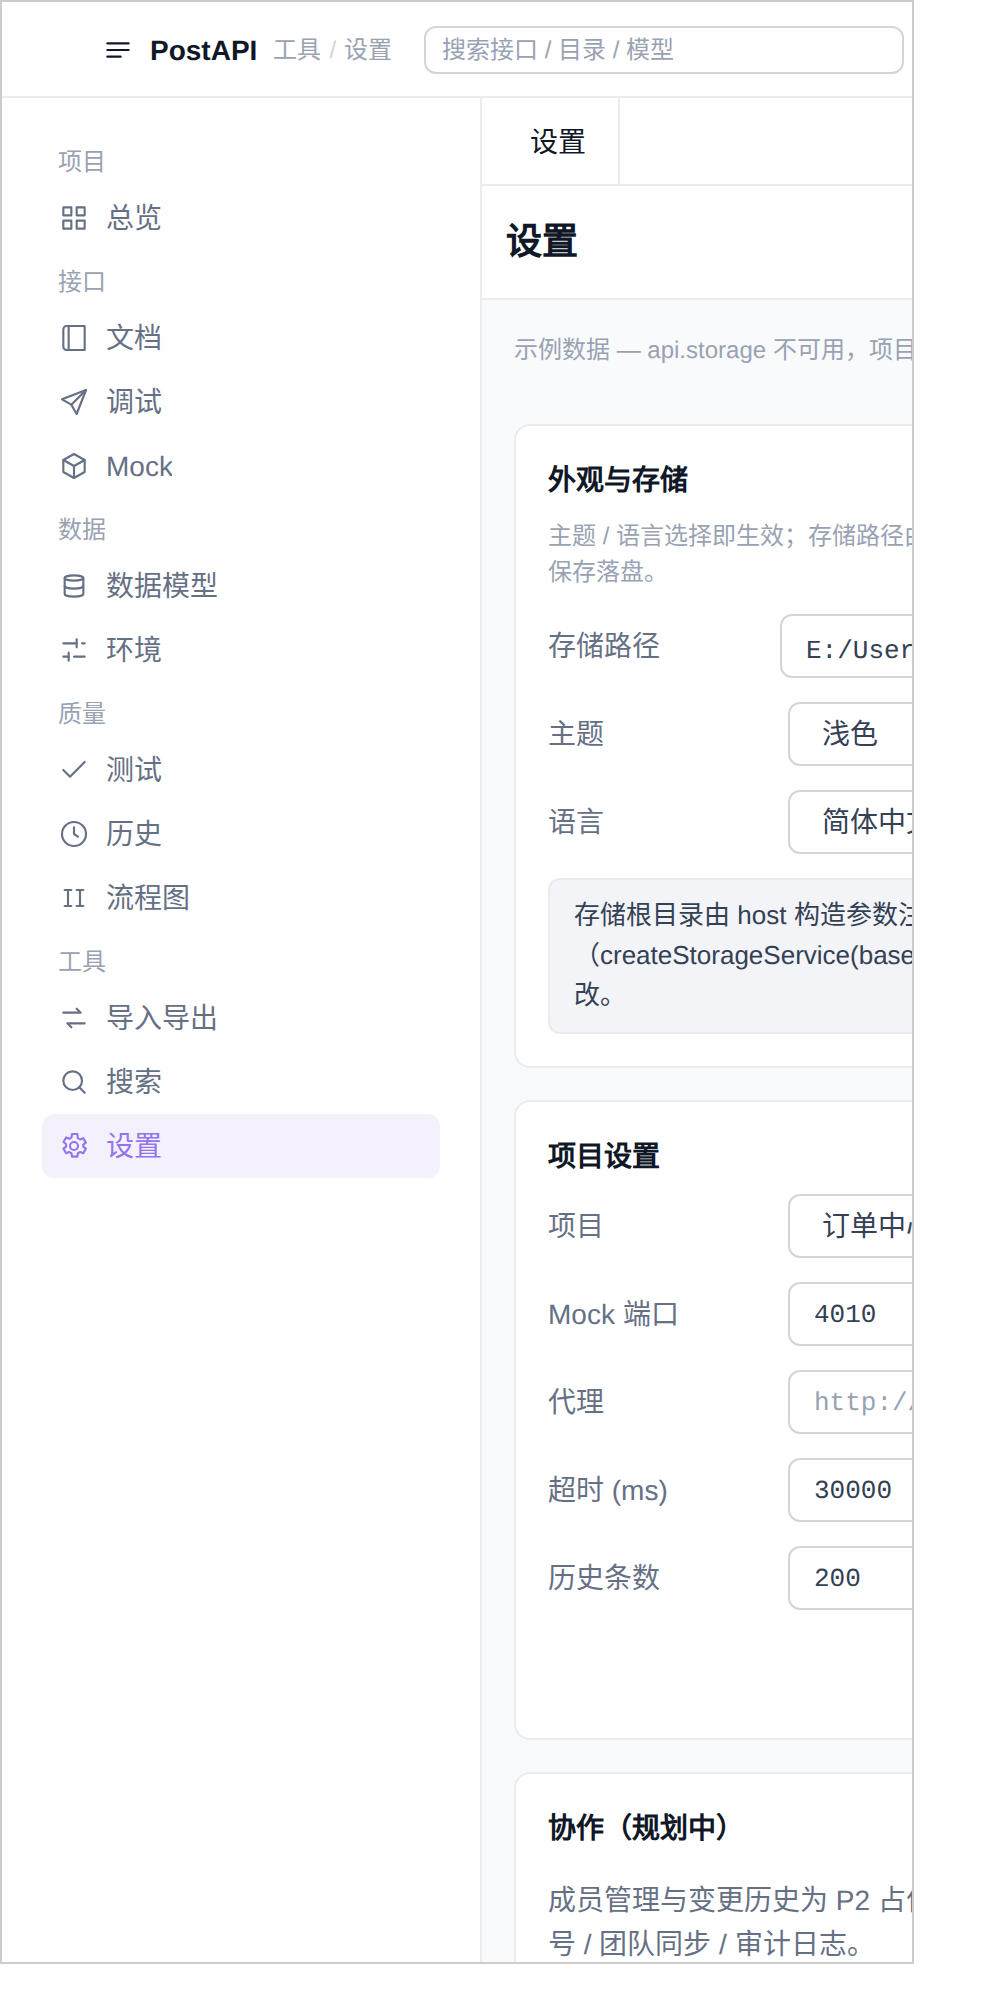 PostAPI 工具 / 设置 搜索接口 / 目录 / 模型
项目
总览
接口
文档
调试
Mock
数据
数据模型
环境
质量
测试
历史
流程图
工具
导入导出
搜索
设置
设置
设置
示例数据 — api.storage 不可用，项目
外观与存储
主题 / 语言选择即生效；存储路径
保存落盘。
存储路径 E:/User
主题 浅色
语言 简体中
存储根目录由 host 构造参数
（createStorageService(base
改。
项目设置
项目 订单中
Mock 端口 4010
代理 http:/
超时 (ms) 30000
历史条数 200
协作（规划中）
成员管理与变更历史为 P2 占
号 / 团队同步 / 审计日志。